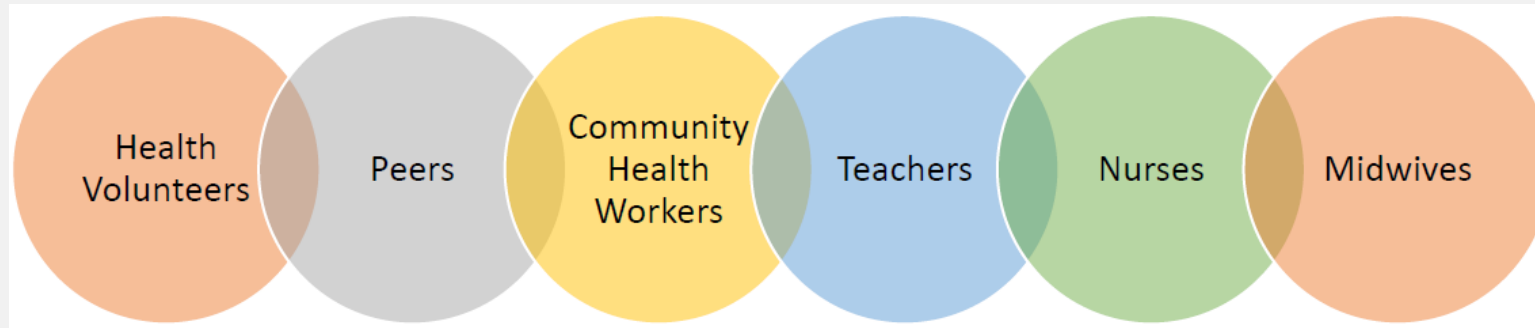 Health
Volunteers
Peers
Community
Health
Workers
Teachers
Nurses
Midwives